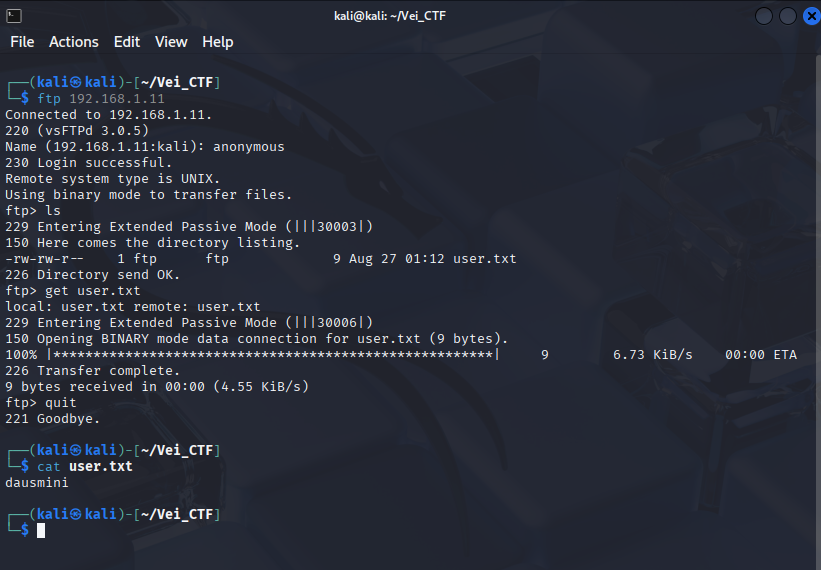 kali@kali: ~/Vei_CTF
File Actions Edit View Help
┌──(kali㉿kali)-[~/Vei_CTF]
└─$ ftp 192.168.1.11
Connected to 192.168.1.11.
220 (vsFTPd 3.0.5)
Name (192.168.1.11:kali): anonymous
230 Login successful.
Remote system type is UNIX.
Using binary mode to transfer files.
ftp> ls
229 Entering Extended Passive Mode (|||30003|)
150 Here comes the directory listing.
-rw-rw-r--    1 ftp      ftp             9 Aug 27 01:12 user.txt
226 Directory send OK.
ftp> get user.txt
local: user.txt remote: user.txt
229 Entering Extended Passive Mode (|||30006|)
150 Opening BINARY mode data connection for user.txt (9 bytes).
100% |*******************************************************|     9        6.73 KiB/s    00:00 ETA
226 Transfer complete.
9 bytes received in 00:00 (4.55 KiB/s)
ftp> quit
221 Goodbye.
┌──(kali㉿kali)-[~/Vei_CTF]
└─$ cat user.txt
dausmini
┌──(kali㉿kali)-[~/Vei_CTF]
└─$